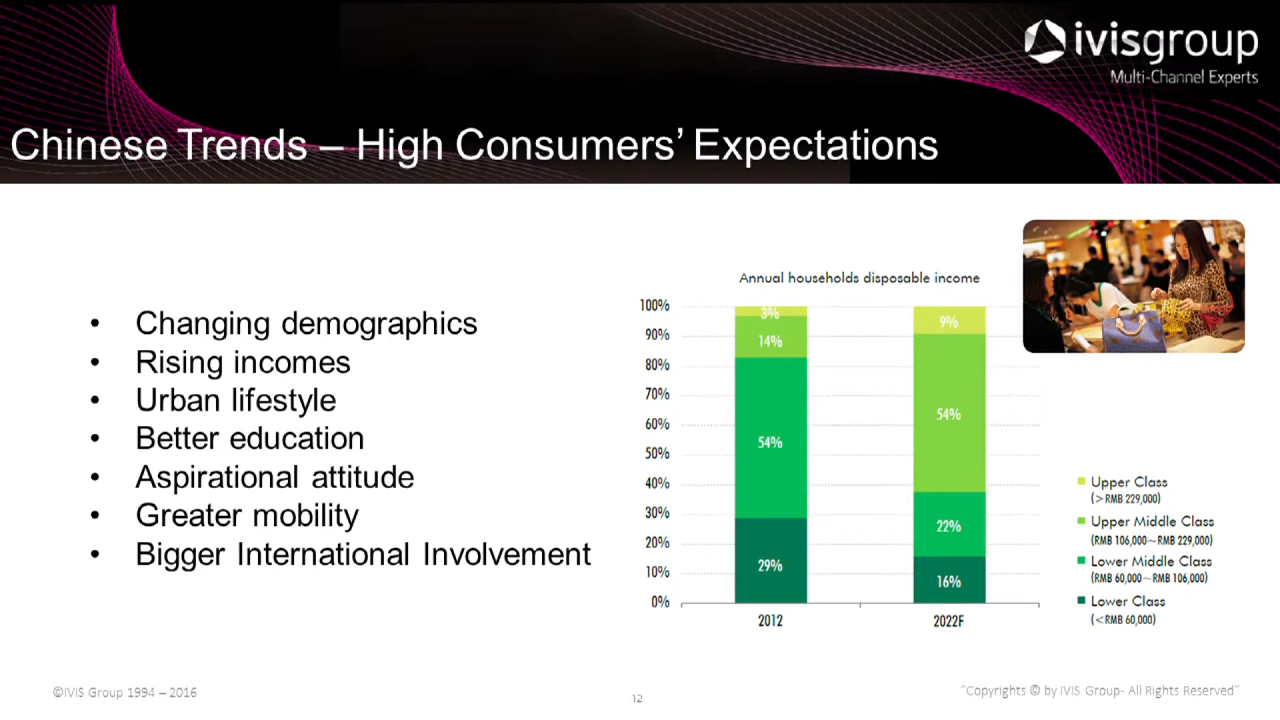 ivisgroup
Multi-Channel Experts
Chinese Trends – High Consumers’ Expectations
• Changing demographics
• Rising incomes
• Urban lifestyle
• Better education
• Aspirational attitude
• Greater mobility
• Bigger International Involvement
Annual households disposable income
100%
90%
80%
70%
60%
50%
40%
30%
20%
10%
0%
3%
14%
54%
29%
9%
54%
22%
16%
2012
2022F
Upper Class
(>RMB 229,000)
Upper Middle Class
(RMB 106,000~RMB 229,000)
Lower Middle Class
(RMB 60,000~RMB 106,000)
Lower Class
(<RMB 60,000)
©IVIS Group 1994 – 2016
12
“Copyrights © by IVIS Group- All Rights Reserved”